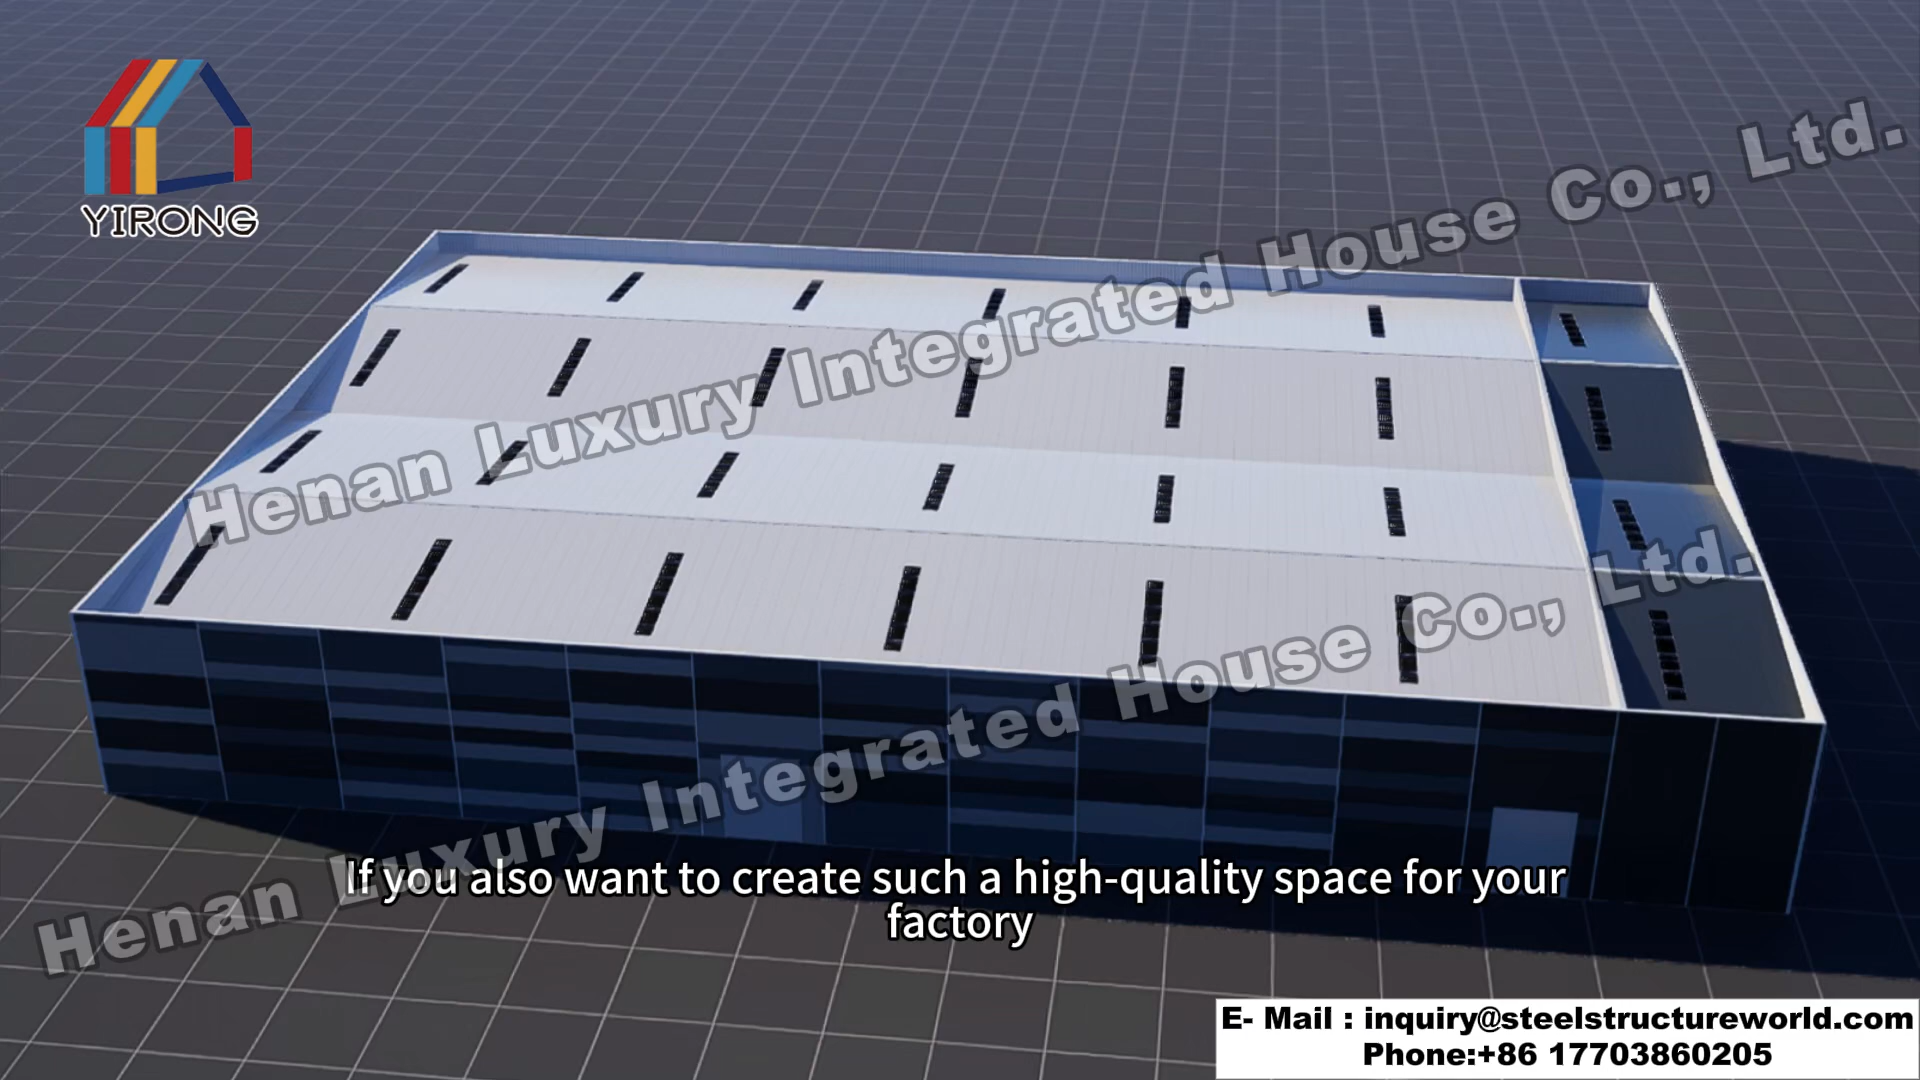 YIRONG
Henan Luxury Integrated House Co., Ltd.
Henan Luxury Integrated House Co., Ltd.
If you also want to create such a high-quality space for your
factory
E- Mail : inquiry@steelstructureworld.com
Phone:+86 17703860205